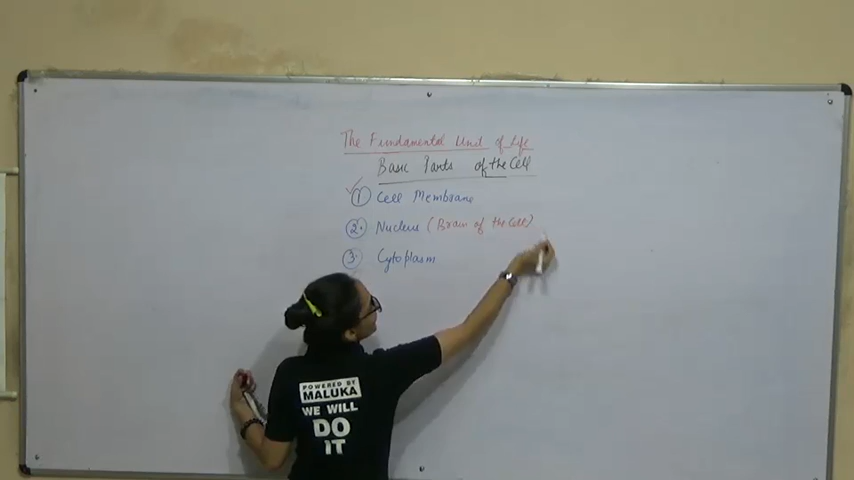 The Fundamental Unit of Life
Basic Parts of the Cell
1 Cell Membrane
2. Nucleus (Brain of the Cell)
3. Cytoplasm
POWERED BY
MALUKA
WE WILL
DO
IT